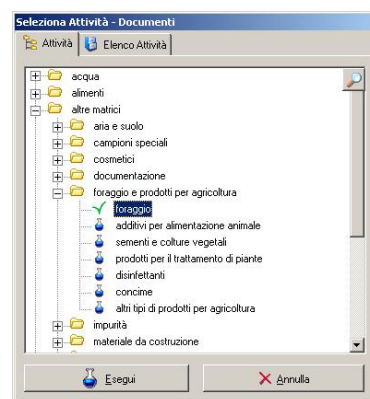 Seleziona Attività - Documenti
Attività Elenco Attività
acqua
alimenti
altre matrici
aria e suolo
campioni speciali
cosmetici
documentazione
foraggio e prodotti per agricoltura
foraggio
additivi per alimentazione animale
sementi e colture vegetali
prodotti per il trattamento di piante
disinfettanti
concime
altri tipi di prodotti per agricoltura
impurità
materiale da costruzione
Esegui Annulla